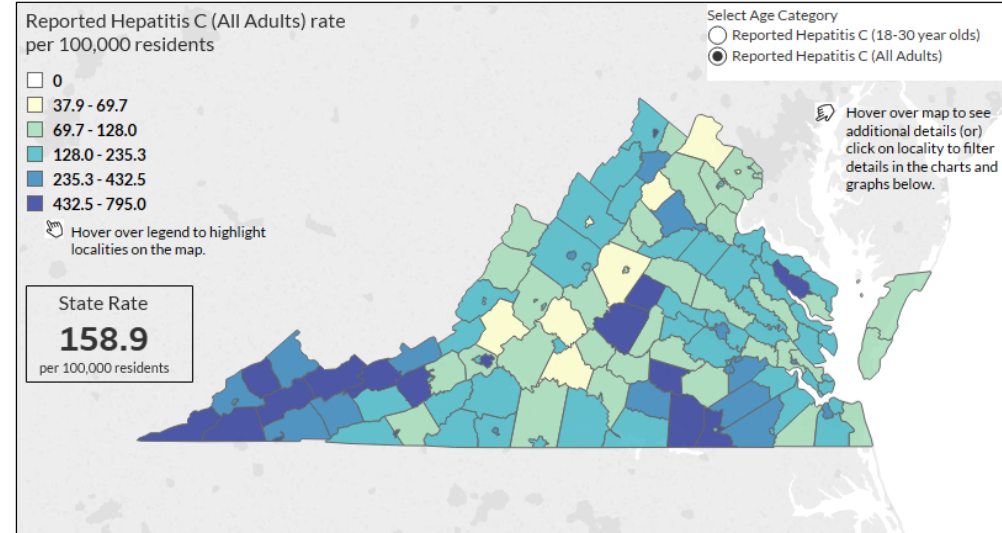 Reported Hepatitis C (All Adults) rate
per 100,000 residents
0
37.9 - 69.7
69.7 - 128.0
128.0 - 235.3
235.3 - 432.5
432.5 - 795.0
Hover over legend to highlight
localities on the map.
State Rate
158.9
per 100,000 residents
Select Age Category
Reported Hepatitis C (18-30 year olds)
Reported Hepatitis C (All Adults)
Hover over map to see
additional details (or)
click on locality to filter
details in the charts and
graphs below.